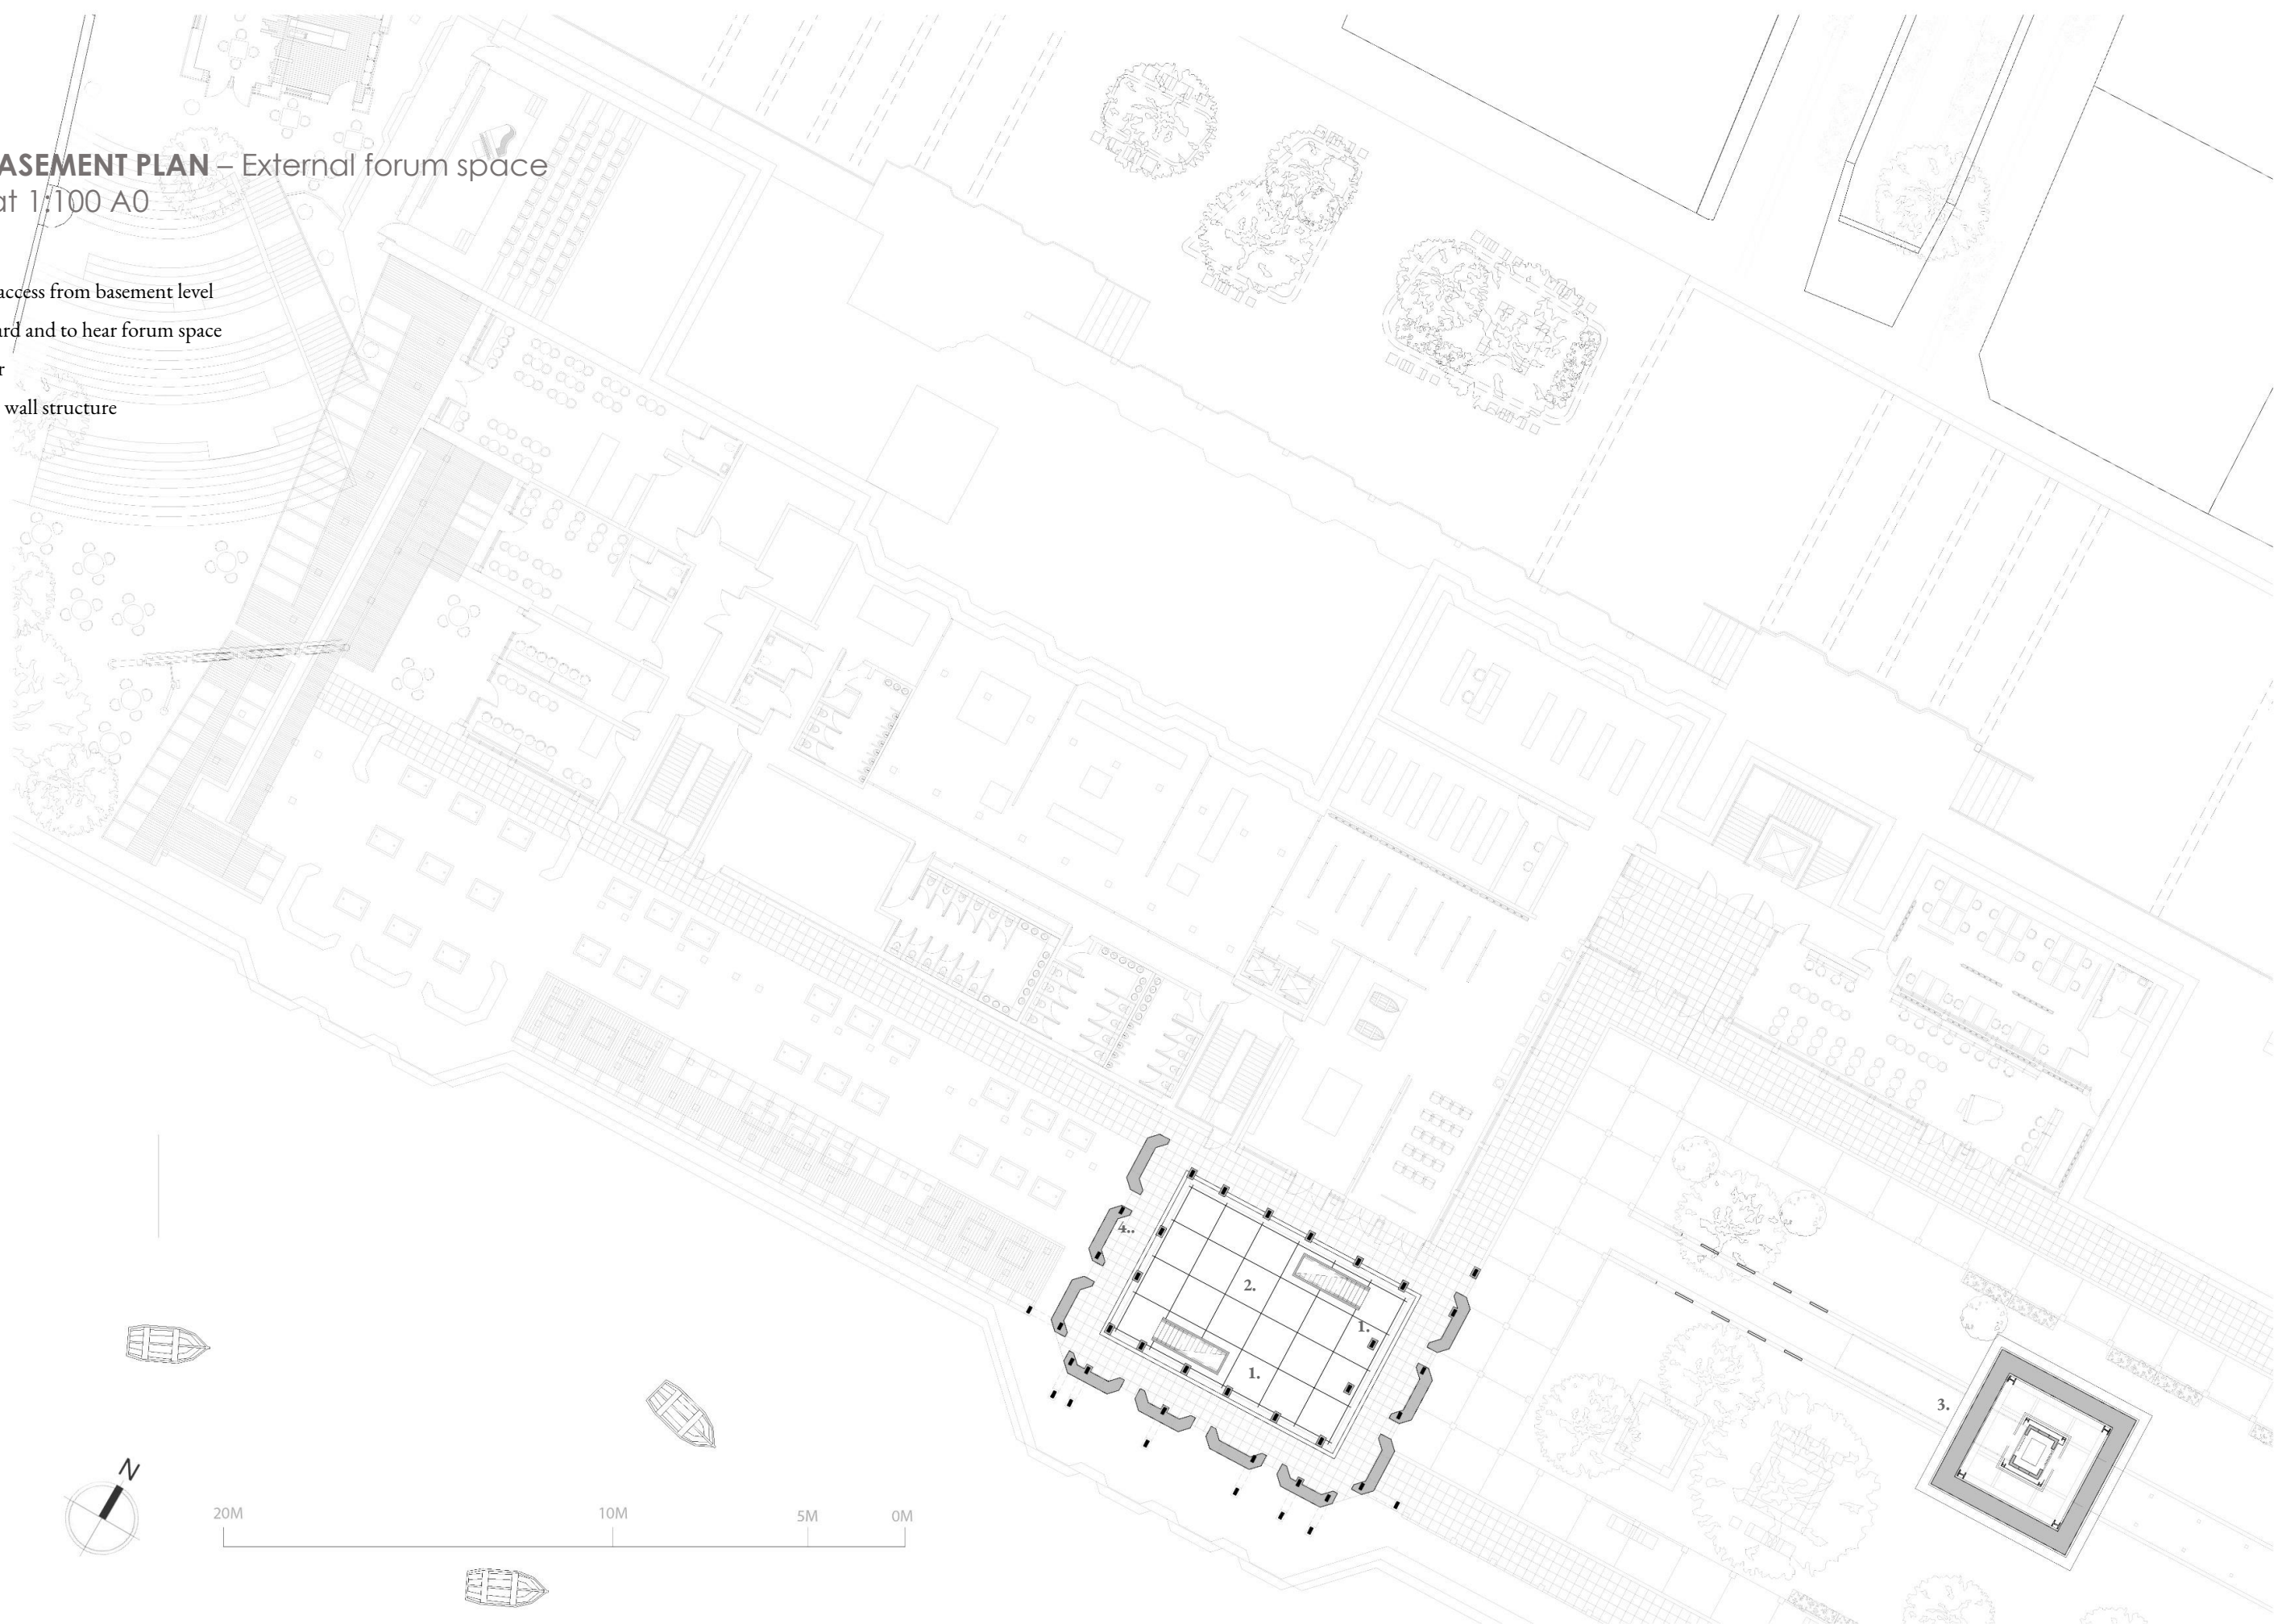 ASEMENT PLAN – External forum space
at 1:100 A0
access from basement level
ard and to hear forum space
r
wall structure
4..
2.
1.
1.
3.
N
20M 10M 5M 0M